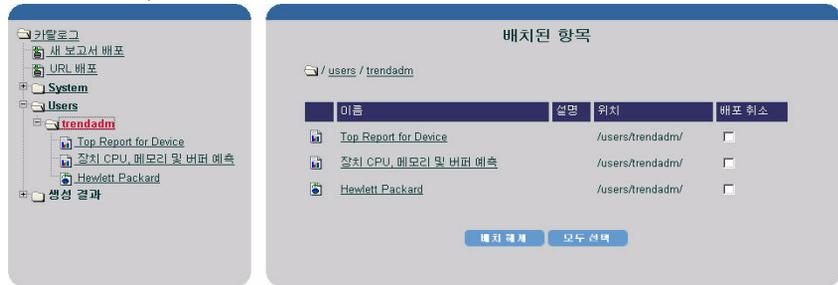 카탈로그
새 보고서 배포
URL 배포
System
Users
trendadm
Top Report for Device
장치 CPU, 메모리 및 버퍼 예측
Hewlett Packard
생성 결과
배치된 항목
/ users / trendadm
이름 설명 위치 배포 취소
Top Report for Device /users/trendadm/
장치 CPU, 메모리 및 버퍼 예측 /users/trendadm/
Hewlett Packard /users/trendadm/
배치 해제 모두 선택